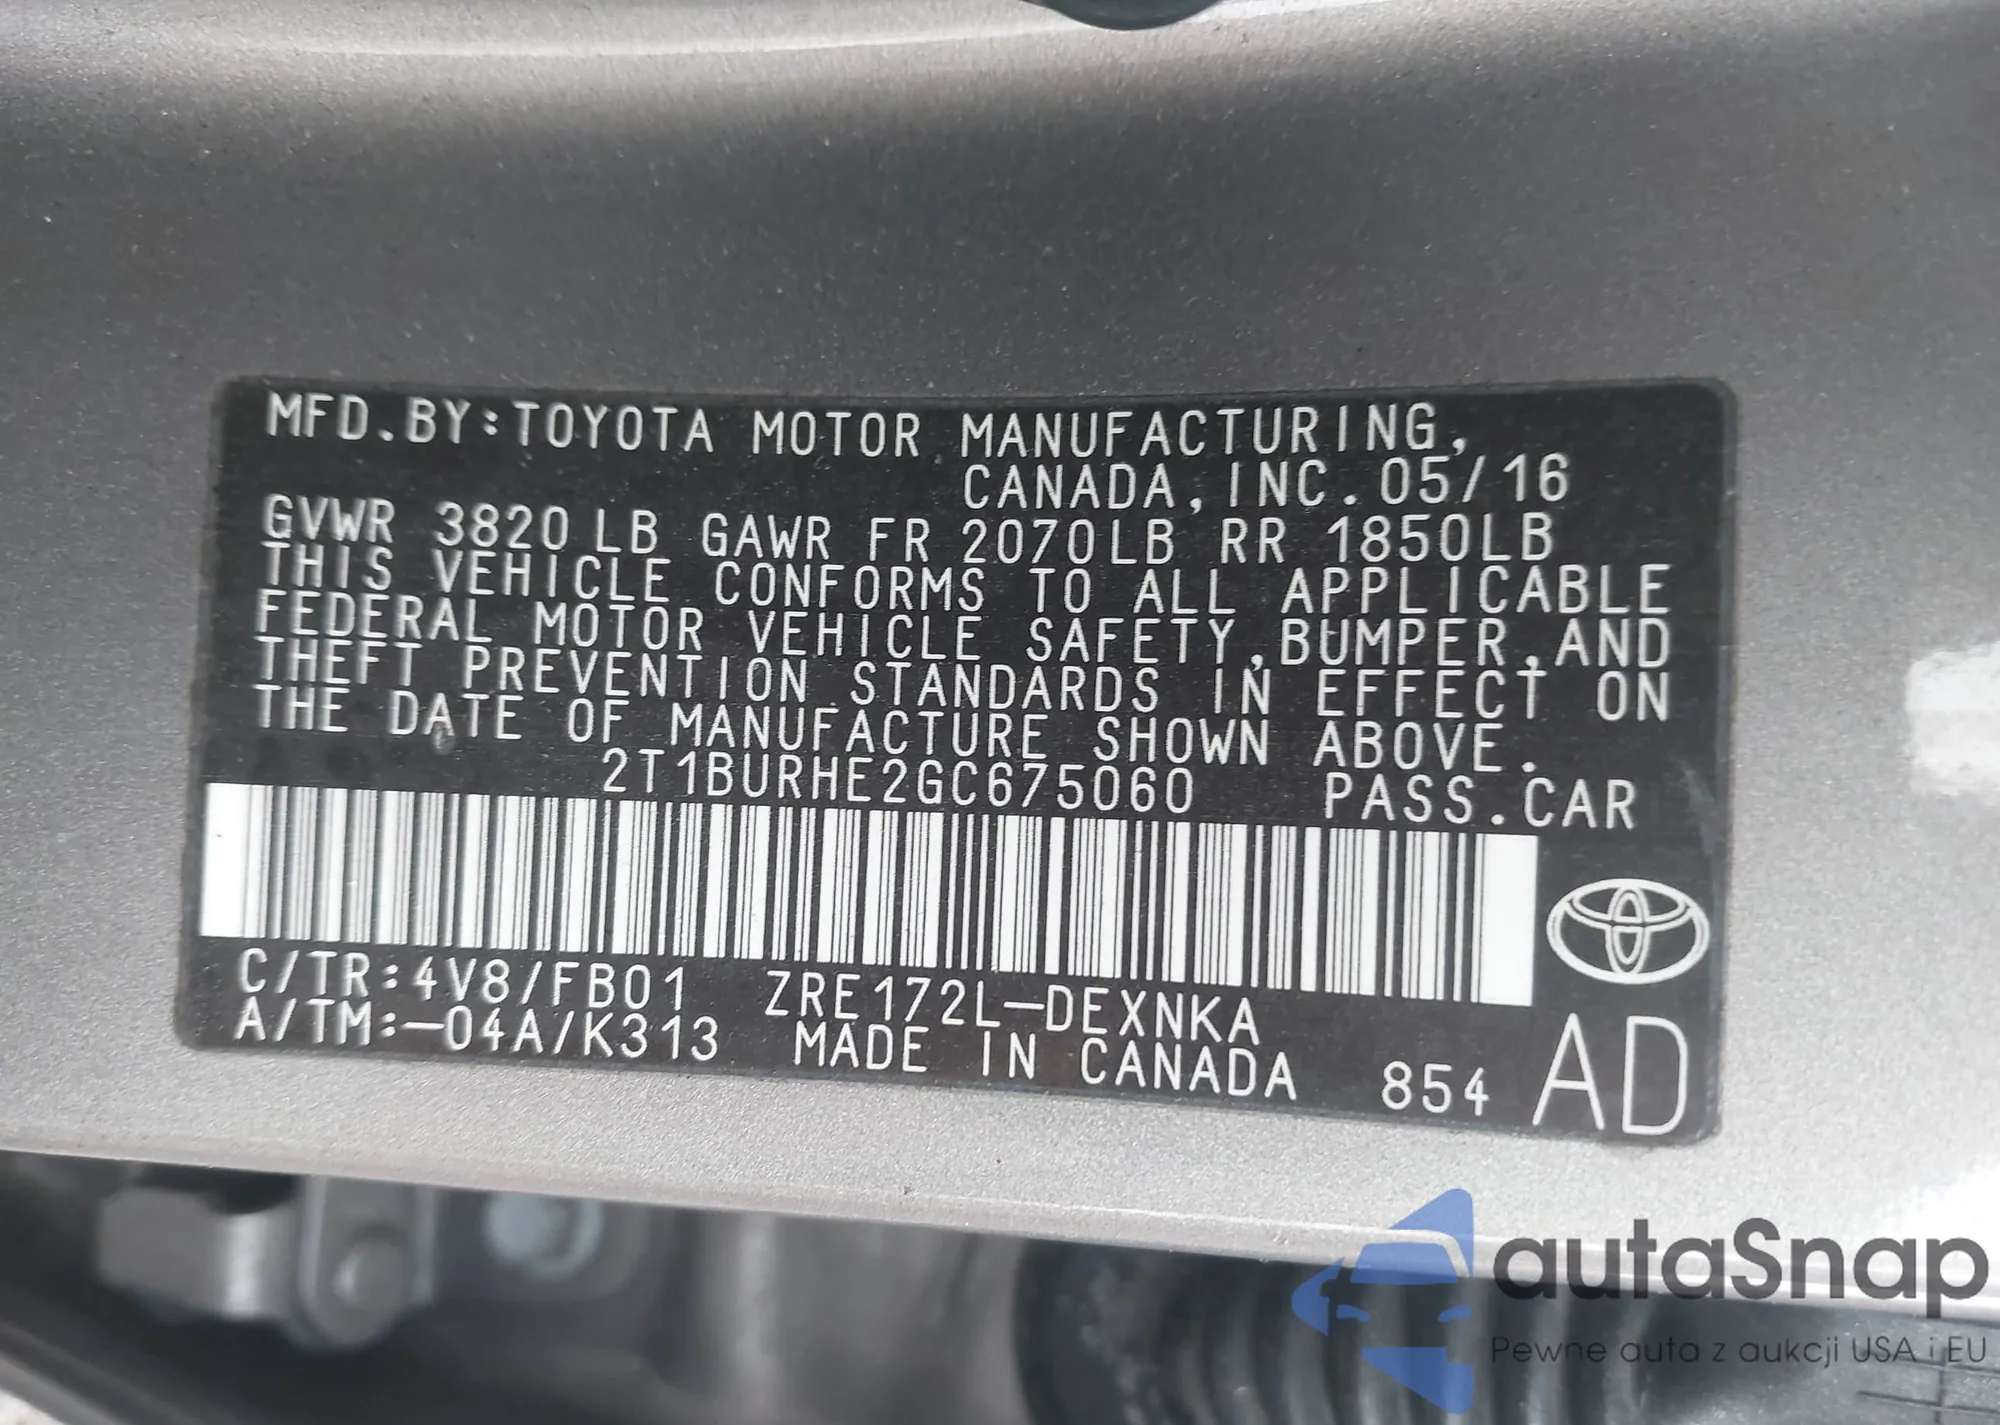 MFD.BY:TOYOTA MOTOR MANUFACTURING,
CANADA,INC.05/16
GVWR 3820LB GAWR FR 2070LB RR 1850LB
THIS VEHICLE CONFORMS TO ALL APPLICABLE
FEDERAL MOTOR VEHICLE SAFETY,BUMPER,AND
THEFT PREVENTION STANDARDS IN EFFECT ON
THE DATE OF MANUFACTURE SHOWN ABOVE.
2T1BURHE2GC675060 PASS.CAR
C/TR:4V8/FB01 ZRE172L-DEXNKA
A/TM:-04A/K313 MADE IN CANADA 854 AD
autaSnap
Pewne auta z aukcji USA i EU